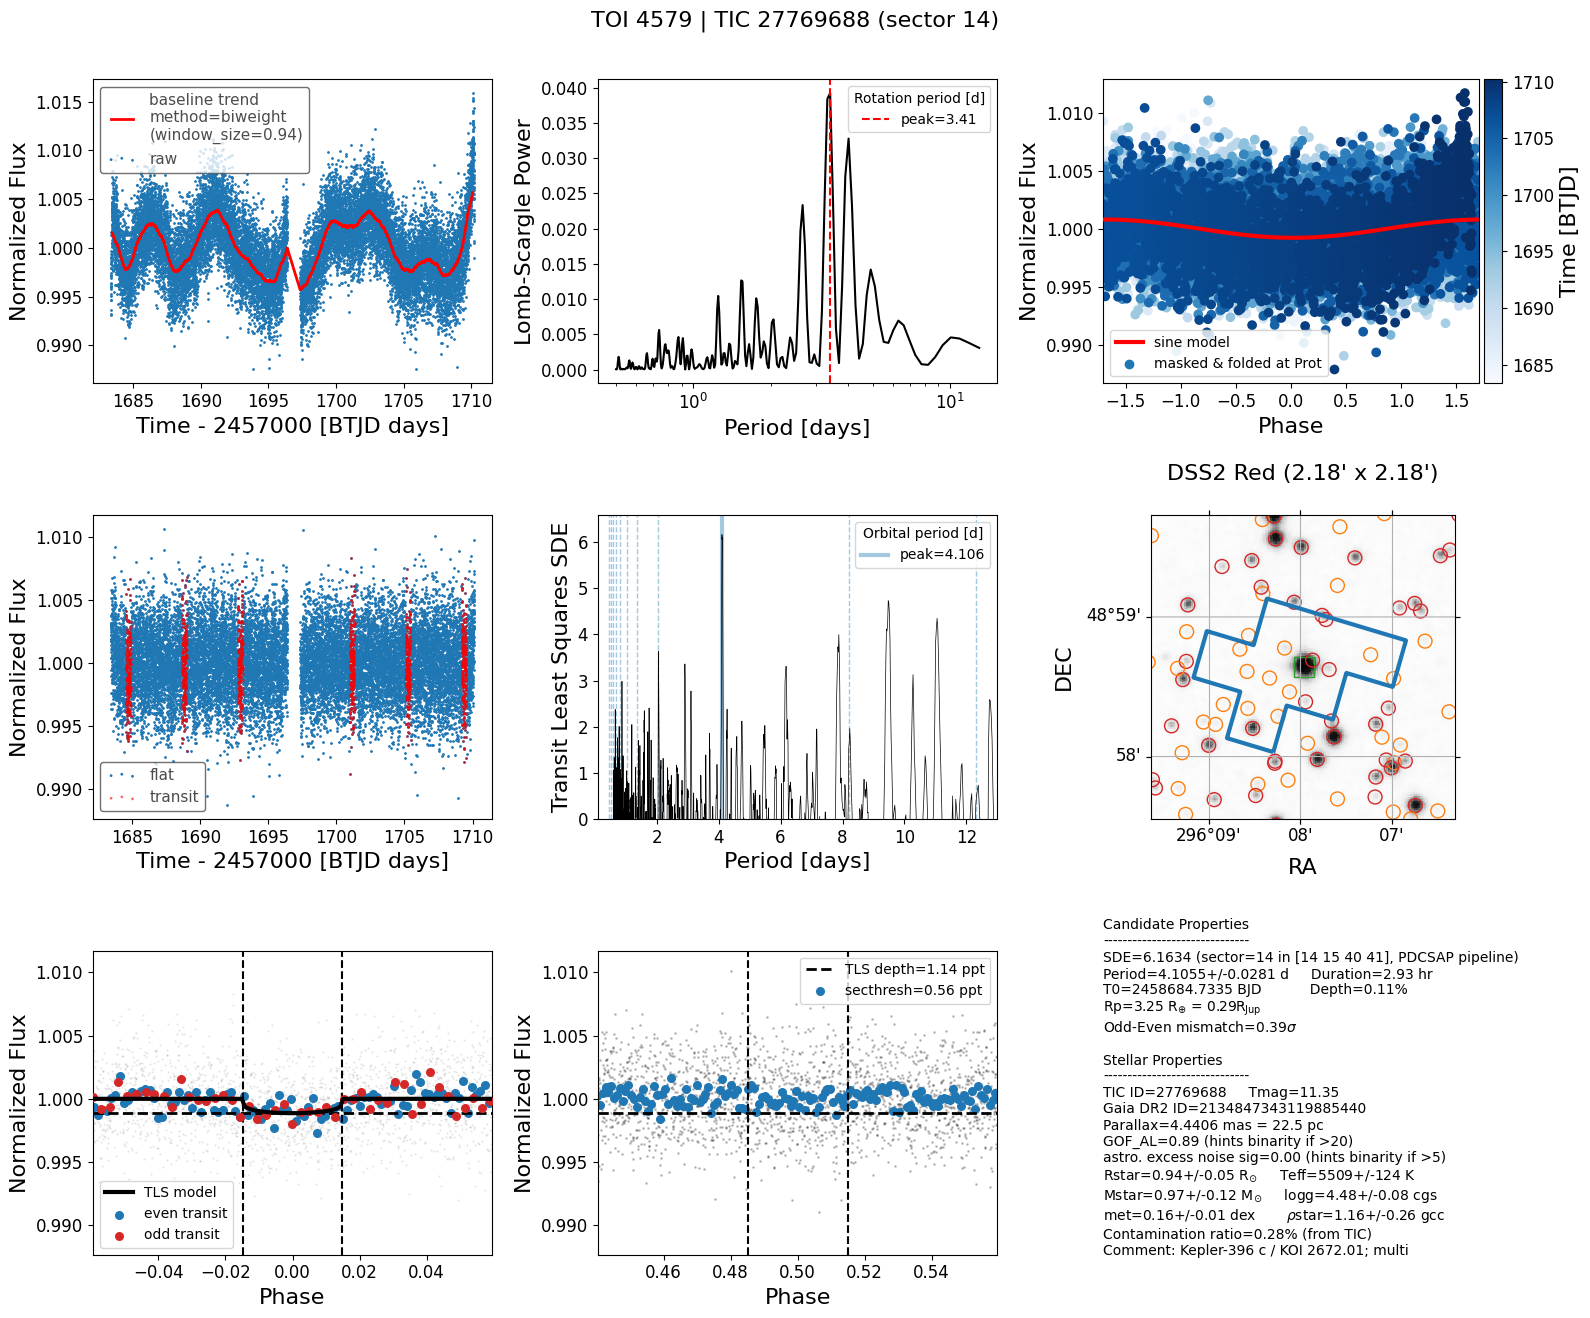 TOI 4579 | TIC 27769688 (sector 14)
Normalized Flux
1.015
1.010
1.005
1.000
0.995
0.990
baseline trend
method=biweight
(window_size=0.94)
raw
1685 1690 1695 1700 1705 1710
Time - 2457000 [BTJD days]
Lomb-Scargle Power
0.040
0.035
0.030
0.025
0.020
0.015
0.010
0.005
0.000
Rotation period [d]
peak=3.41
10⁰ 10¹
Period [days]
Normalized Flux
1.010
1.005
1.000
0.995
0.990
sine model
masked & folded at Prot
−1.5 −1.0 −0.5 0.0 0.5 1.0 1.5
Phase
1710
1705
1700
1695
1690
1685
Time [BTJD]
Normalized Flux
1.010
1.005
1.000
0.995
0.990
flat
transit
1685 1690 1695 1700 1705 1710
Time - 2457000 [BTJD days]
Transit Least Squares SDE
6
5
4
3
2
1
0
Orbital period [d]
peak=4.106
2 4 6 8 10 12
Period [days]
DSS2 Red (2.18' x 2.18')
DEC
48°59'
58'
296°09' 08' 07'
RA
Normalized Flux
1.010
1.005
1.000
0.995
0.990
TLS model
even transit
odd transit
−0.04 −0.02 0.00 0.02 0.04
Phase
Normalized Flux
1.010
1.005
1.000
0.995
0.990
TLS depth=1.14 ppt
secthresh=0.56 ppt
0.46 0.48 0.50 0.52 0.54
Phase
Candidate Properties
------------------------------
SDE=6.1634 (sector=14 in [14 15 40 41], PDCSAP pipeline)
Period=4.1055+/-0.0281 d Duration=2.93 hr
T0=2458684.7335 BJD Depth=0.11%
Rp=3.25 R⊕ = 0.29RJup
Odd-Even mismatch=0.39σ
Stellar Properties
------------------------------
TIC ID=27769688 Tmag=11.35
Gaia DR2 ID=2134847343119885440
Parallax=4.4406 mas = 22.5 pc
GOF_AL=0.89 (hints binarity if >20)
astro. excess noise sig=0.00 (hints binarity if >5)
Rstar=0.94+/-0.05 R☉ Teff=5509+/-124 K
Mstar=0.97+/-0.12 M☉ logg=4.48+/-0.08 cgs
met=0.16+/-0.01 dex ρstar=1.16+/-0.26 gcc
Contamination ratio=0.28% (from TIC)
Comment: Kepler-396 c / KOI 2672.01; multi